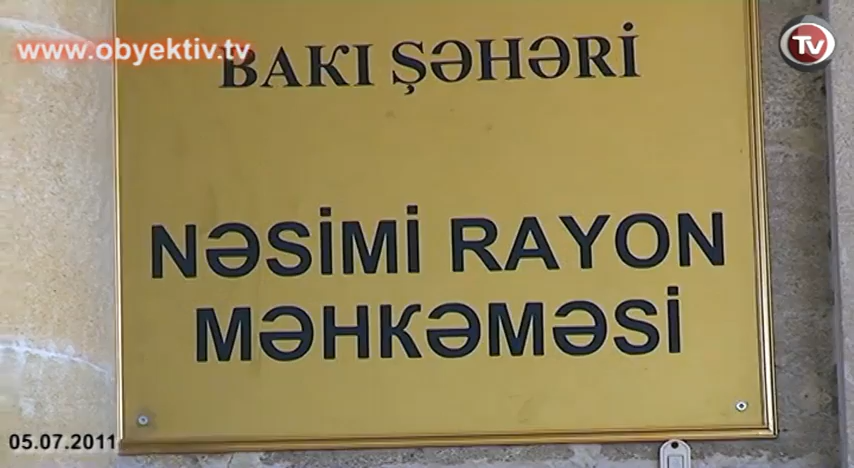 www.obyektiv.tv
TV
BAKI ŞƏHƏRİ
NƏSİMİ RAYON
MƏHKƏMƏSİ
05.07.2011